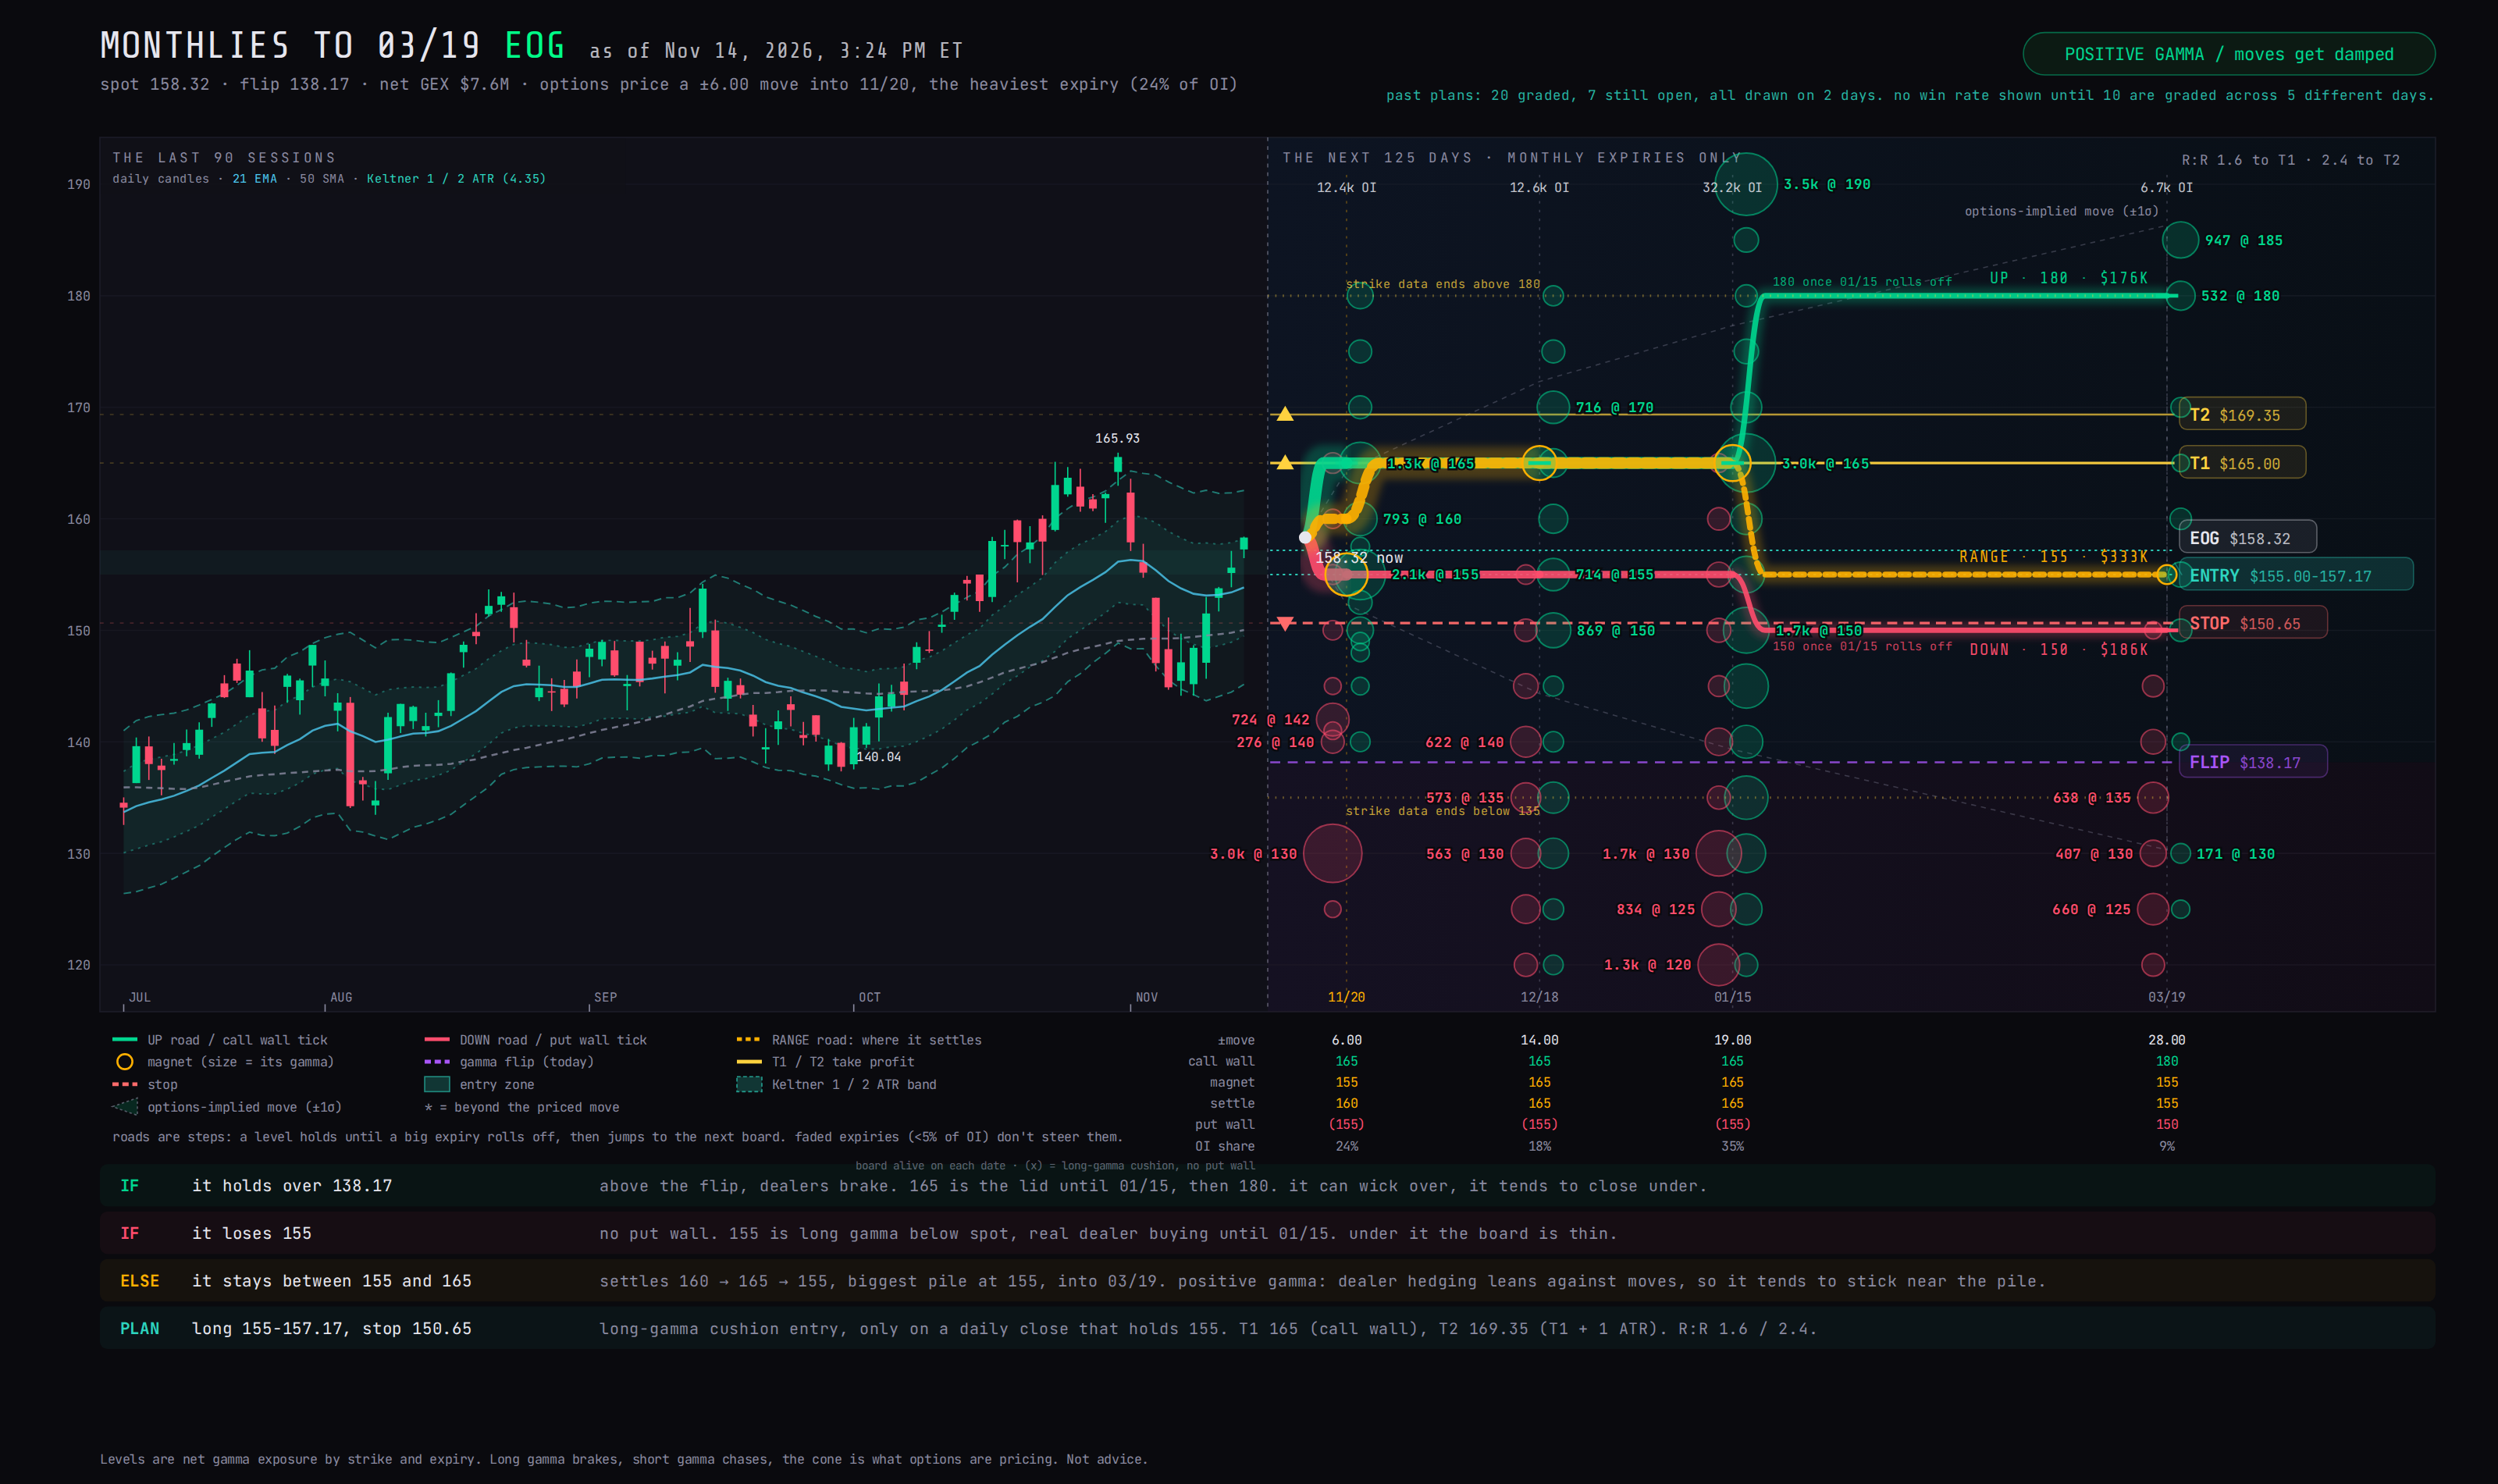 MONTHLIES TO 03/19 EOG as of Nov 14, 2026, 3:24 PM ET
spot 158.32 · flip 138.17 · net GEX $7.6M · options price a ±6.00 move into 11/20, the heaviest expiry (24% of OI)
POSITIVE GAMMA / moves get damped
past plans: 20 graded, 7 still open, all drawn on 2 days. no win rate shown until 10 are graded across 5 different days.
THE LAST 90 SESSIONS
daily candles · 21 EMA · 50 SMA · Keltner 1 / 2 ATR (4.35)
THE NEXT 125 DAYS · MONTHLY EXPIRIES ONLY
R:R 1.6 to T1 · 2.4 to T2
190
180
170
160
150
140
130
120
12.4k OI
12.6k OI
32.2k OI
6.7k OI
3.5k @ 190
options-implied move (±1σ)
947 @ 185
strike data ends above 180
180 once 01/15 rolls off
UP · 180 · $176K
532 @ 180
716 @ 170
T2 $169.35
165.93
1.3k @ 165
3.0k @ 165
T1 $165.00
793 @ 160
EOG $158.32
158.32 now
RANGE · 155 · $333K
2.1k @ 155
714 @ 155
ENTRY $155.00-157.17
STOP $150.65
869 @ 150
1.7k @ 150
150 once 01/15 rolls off
DOWN · 150 · $186K
724 @ 142
276 @ 140
622 @ 140
140.04
FLIP $138.17
573 @ 135
638 @ 135
strike data ends below 135
3.0k @ 130
563 @ 130
1.7k @ 130
407 @ 130
171 @ 130
834 @ 125
660 @ 125
1.3k @ 120
JUL
AUG
SEP
OCT
NOV
11/20
12/18
01/15
03/19
UP road / call wall tick
DOWN road / put wall tick
RANGE road: where it settles
magnet (size = its gamma)
gamma flip (today)
T1 / T2 take profit
stop
entry zone
Keltner 1 / 2 ATR band
options-implied move (±1σ)
* = beyond the priced move
roads are steps: a level holds until a big expiry rolls off, then jumps to the next board. faded expiries (<5% of OI) don't steer them.
±move 6.00 14.00 19.00 28.00
call wall 165 165 165 180
magnet 155 165 165 155
settle 160 165 165 155
put wall (155) (155) (155) 150
OI share 24% 18% 35% 9%
board alive on each date · (x) = long-gamma cushion, no put wall
IF it holds over 138.17 above the flip, dealers brake. 165 is the lid until 01/15, then 180. it can wick over, it tends to close under.
IF it loses 155 no put wall. 155 is long gamma below spot, real dealer buying until 01/15. under it the board is thin.
ELSE it stays between 155 and 165 settles 160 → 165 → 155, biggest pile at 155, into 03/19. positive gamma: dealer hedging leans against moves, so it tends to stick near the pile.
PLAN long 155-157.17, stop 150.65 long-gamma cushion entry, only on a daily close that holds 155. T1 165 (call wall), T2 169.35 (T1 + 1 ATR). R:R 1.6 / 2.4.
Levels are net gamma exposure by strike and expiry. Long gamma brakes, short gamma chases, the cone is what options are pricing. Not advice.